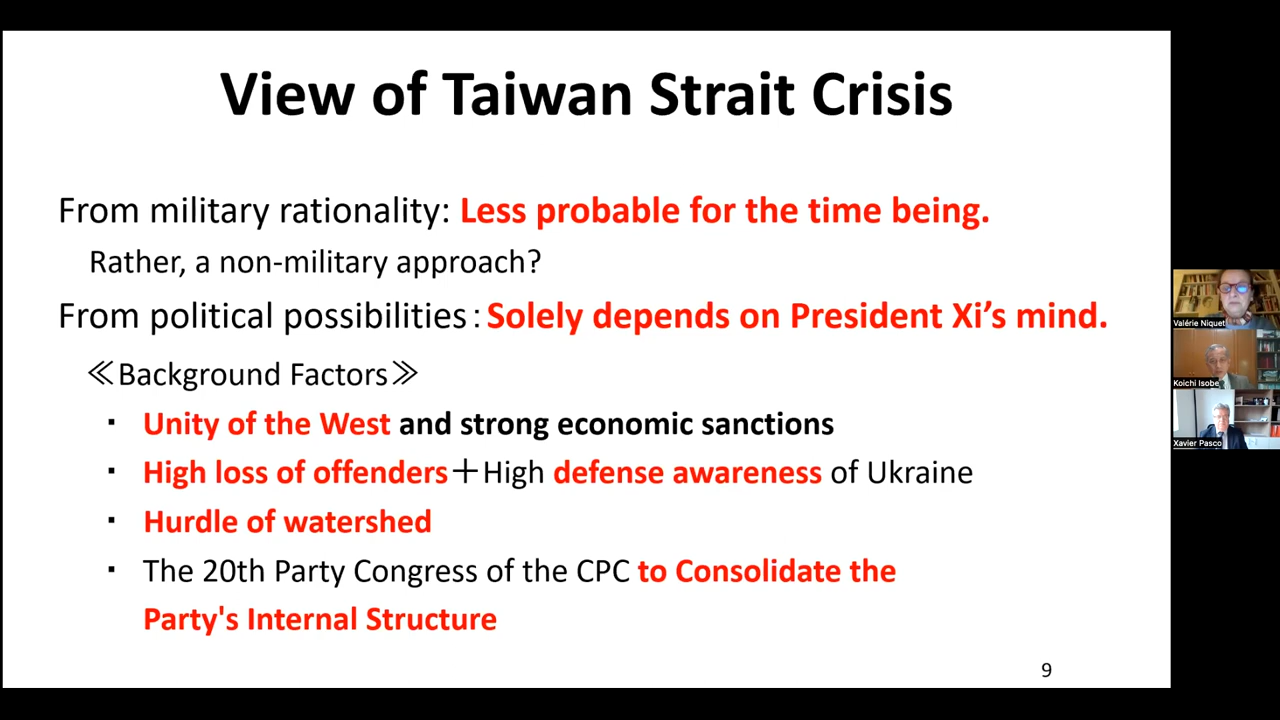 View of Taiwan Strait Crisis
From military rationality: Less probable for the time being.
Rather, a non-military approach?
From political possibilities：Solely depends on President Xi’s mind.
≪Background Factors≫
・ Unity of the West and strong economic sanctions
・ High loss of offenders＋High defense awareness of Ukraine
・ Hurdle of watershed
・ The 20th Party Congress of the CPC to Consolidate the
Party's Internal Structure
9
Valérie Niquet
Koichi Isobe
Xavier Pasco